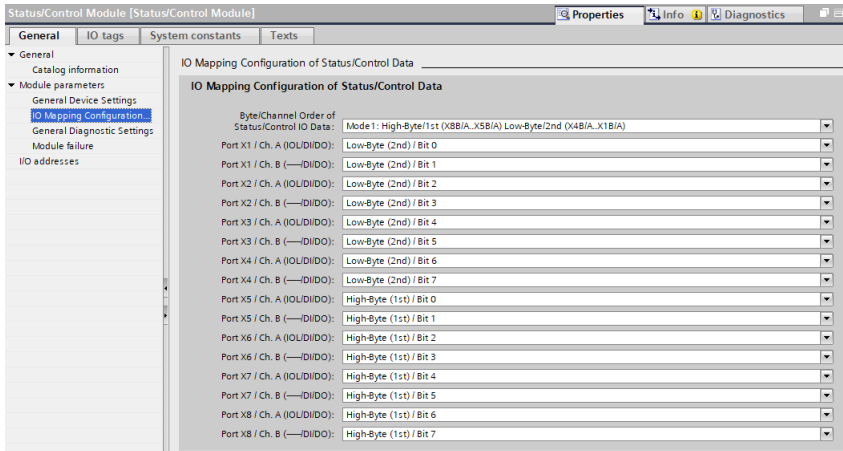 Status/Control Module [Status/Control Module]
Properties
Info
Diagnostics
General
IO tags
System constants
Texts
General
Catalog information
Module parameters
General Device Settings
IO Mapping Configuration...
General Diagnostic Settings
Module failure
I/O addresses
IO Mapping Configuration of Status/Control Data
IO Mapping Configuration of Status/Control Data
Byte/Channel Order of
Status/Control IO Data: Mode1: High-Byte/1st (X8B/A..X5B/A) Low-Byte/2nd (X4B/A..X1B/A)
Port X1 / Ch. A (IOL/DI/DO): Low-Byte (2nd) / Bit 0
Port X1 / Ch. B (----/DI/DO): Low-Byte (2nd) / Bit 1
Port X2 / Ch. A (IOL/DI/DO): Low-Byte (2nd) / Bit 2
Port X2 / Ch. B (----/DI/DO): Low-Byte (2nd) / Bit 3
Port X3 / Ch. A (IOL/DI/DO): Low-Byte (2nd) / Bit 4
Port X3 / Ch. B (----/DI/DO): Low-Byte (2nd) / Bit 5
Port X4 / Ch. A (IOL/DI/DO): Low-Byte (2nd) / Bit 6
Port X4 / Ch. B (----/DI/DO): Low-Byte (2nd) / Bit 7
Port X5 / Ch. A (IOL/DI/DO): High-Byte (1st) / Bit 0
Port X5 / Ch. B (----/DI/DO): High-Byte (1st) / Bit 1
Port X6 / Ch. A (IOL/DI/DO): High-Byte (1st) / Bit 2
Port X6 / Ch. B (----/DI/DO): High-Byte (1st) / Bit 3
Port X7 / Ch. A (IOL/DI/DO): High-Byte (1st) / Bit 4
Port X7 / Ch. B (----/DI/DO): High-Byte (1st) / Bit 5
Port X8 / Ch. A (IOL/DI/DO): High-Byte (1st) / Bit 6
Port X8 / Ch. B (----/DI/DO): High-Byte (1st) / Bit 7